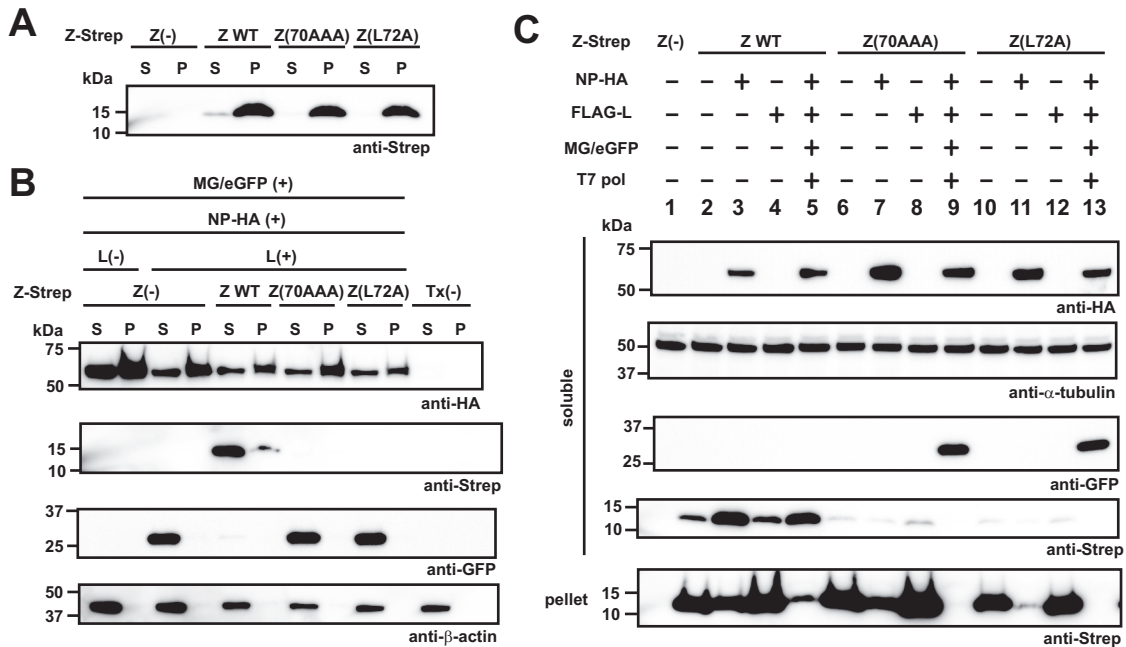 A
Z-Strep Z(-) Z WT Z(70AAA) Z(L72A)
S P S P S P S P
kDa
15
10
anti-Strep
B
MG/eGFP (+)
NP-HA (+)
L(-) L(+)
Z-Strep Z(-) Z WT Z(70AAA) Z(L72A) Tx(-)
kDa S P S P S P S P S P S P
75
50
anti-HA
15
10
anti-Strep
37
25
anti-GFP
50
37
anti-β-actin
C
Z-Strep Z(-) Z WT Z(70AAA) Z(L72A)
NP-HA – – + – + – + – + – + – +
FLAG-L – – – + + – – + + – – + +
MG/eGFP – – – – + – – – + – – – +
T7 pol – – – – + – – – + – – – +
1 2 3 4 5 6 7 8 9 10 11 12 13
kDa
75
50
anti-HA
50
37
anti-α-tubulin
soluble
37
25
anti-GFP
15
10
anti-Strep
pellet
15
10
anti-Strep